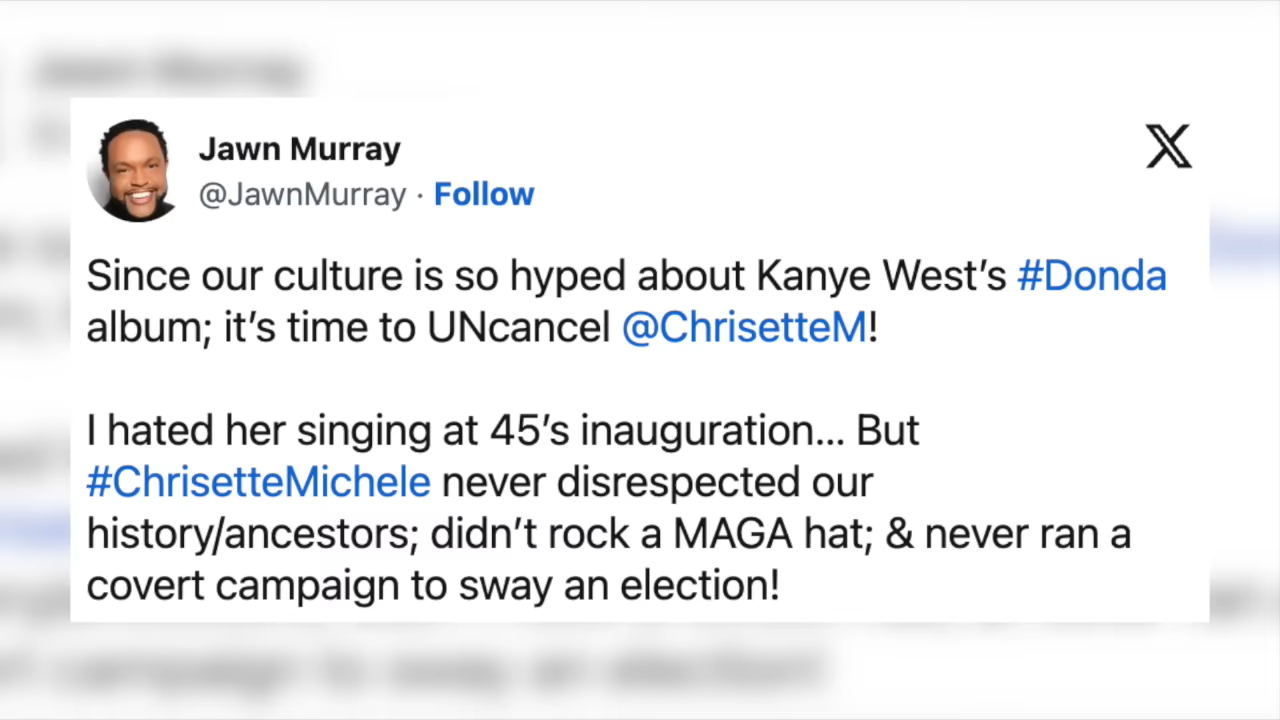 Jawn Murray
@JawnMurray · Follow
Since our culture is so hyped about Kanye West’s #Donda
album; it’s time to UNcancel @ChrisetteM!
I hated her singing at 45’s inauguration... But
#ChrisetteMichele never disrespected our
history/ancestors; didn’t rock a MAGA hat; & never ran a
covert campaign to sway an election!